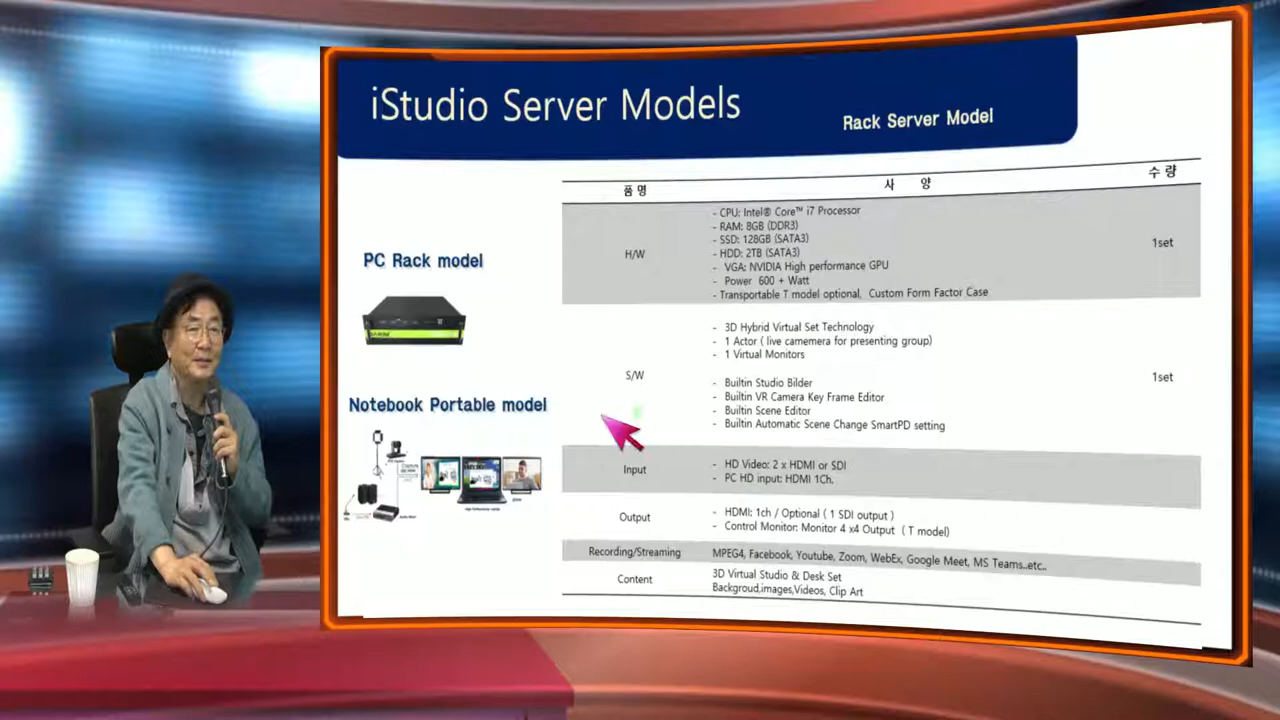 iStudio Server Models
Rack Server Model
품 명
사 양
수 량
PC Rack model
Notebook Portable model
H/W
- CPU: Intel® Core™ i7 Processor
- RAM: 8GB (DDR3)
- SSD: 128GB (SATA3)
- HDD: 2TB (SATA3)
- VGA: NVIDIA High performance GPU
- Power 600 + Watt
- Transportable T model optional, Custom Form Factor Case
1set
S/W
- 3D Hybrid Virtual Set Technology
- 1 Actor ( live camemera for presenting group)
- 1 Virtual Monitors
- Builtin Studio Bilder
- Builtin VR Camera Key Frame Editor
- Builtin Scene Editor
- Builtin Automatic Scene Change SmartPD setting
1set
Input
- HD Video: 2 x HDMI or SDI
- PC HD input: HDMI 1Ch.
Output
- HDMI: 1ch / Optional ( 1 SDI output )
- Control Monitor: Monitor 4 x4 Output ( T model)
Recording/Streaming
MPEG4, Facebook, Youtube, Zoom, WebEx, Google Meet, MS Teams..etc..
Content
3D Virtual Studio & Desk Set
Backgroud,images,Videos, Clip Art